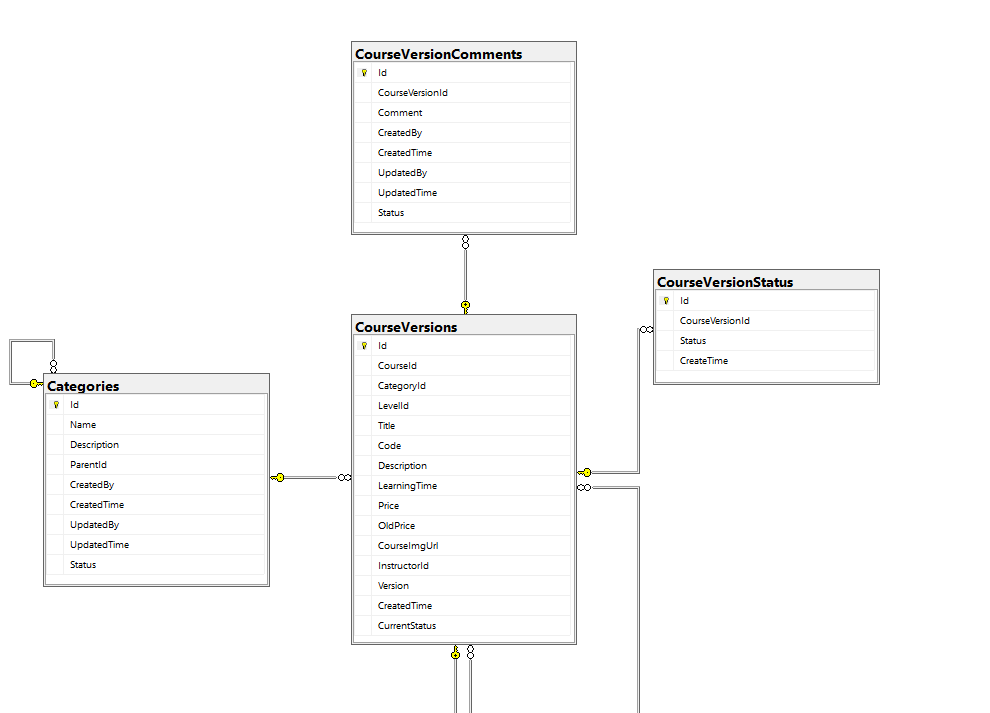 CourseVersionComments
Id
CourseVersionId
Comment
CreatedBy
CreatedTime
UpdatedBy
UpdatedTime
Status
CourseVersionStatus
Id
CourseVersionId
Status
CreateTime
CourseVersions
Id
CourseId
CategoryId
LevelId
Title
Code
Description
LearningTime
Price
OldPrice
CourseImgUrl
InstructorId
Version
CreatedTime
CurrentStatus
Categories
Id
Name
Description
ParentId
CreatedBy
CreatedTime
UpdatedBy
UpdatedTime
Status